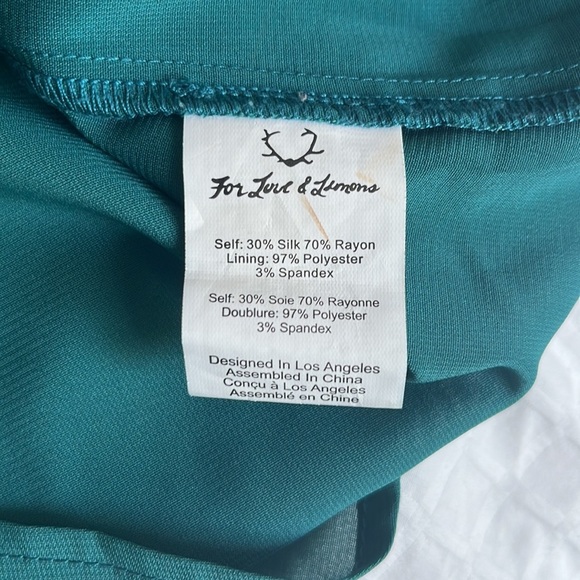 For Love & Lemons
Self: 30% Silk 70% Rayon
Lining: 97% Polyester
3% Spandex
Self: 30% Soie 70% Rayonne
Doublure: 97% Polyester
3% Spandex
Designed In Los Angeles
Assembled In China
Conçu à Los Angeles
Assemblé en Chine